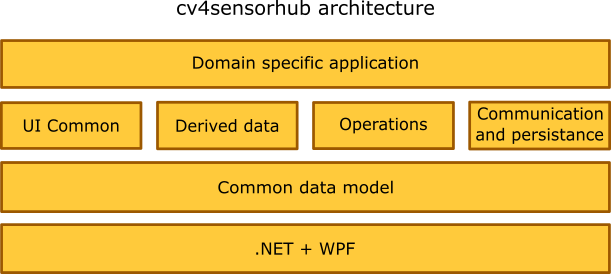 cv4sensorhub architecture
Domain specific application
UI Common
Derived data
Operations
Communication
and persistance
Common data model
.NET + WPF